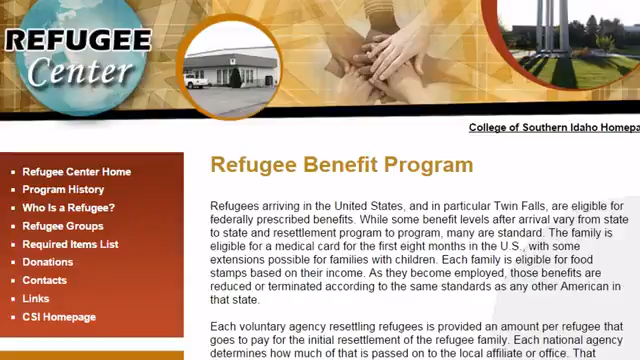 REFUGEE
Center
College of Southern Idaho Homepa
Refugee Center Home
Program History
Who Is a Refugee?
Refugee Groups
Required Items List
Donations
Contacts
Links
CSI Homepage
Refugee Benefit Program
Refugees arriving in the United States, and in particular Twin Falls, are eligible for
federally prescribed benefits. While some benefit levels after arrival vary from state
to state and resettlement program to program, many are standard. The family is
eligible for a medical card for the first eight months in the U.S., with some
extensions possible for families with children. Each family is eligible for food
stamps based on their income. As they become employed, those benefits are
reduced or terminated according to the same standards as any other American in
that state.
Each voluntary agency resettling refugees is provided an amount per refugee that
goes to pay for the initial resettlement of the refugee family. Each national agency
determines how much of that is passed on to the local affiliate or office. That